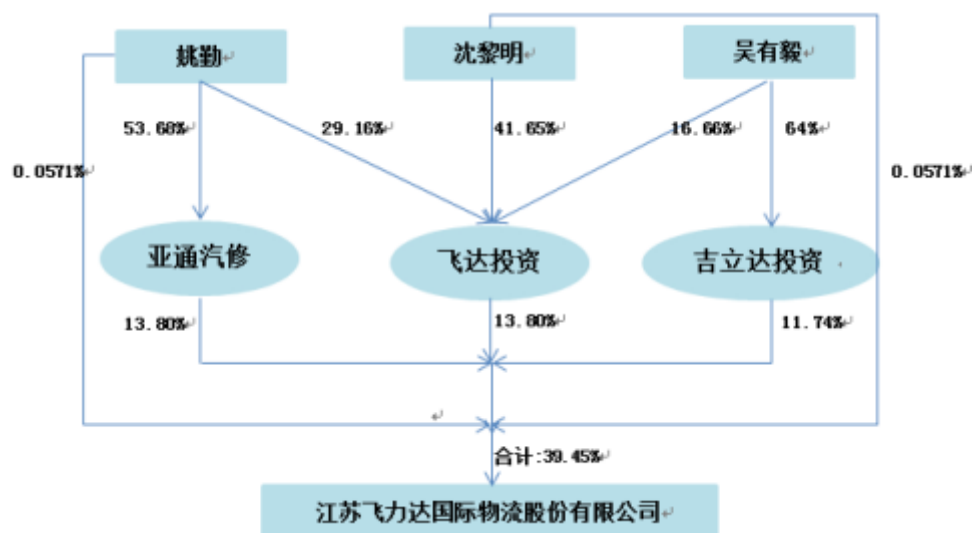 姚勤
沈黎明
吴有毅
53.68%
29.16%
41.65%
16.66%
64%
0.0571%
0.0571%
亚通汽修
飞达投资
吉立达投资
13.80%
13.80%
11.74%
合计:39.45%
江苏飞力达国际物流股份有限公司